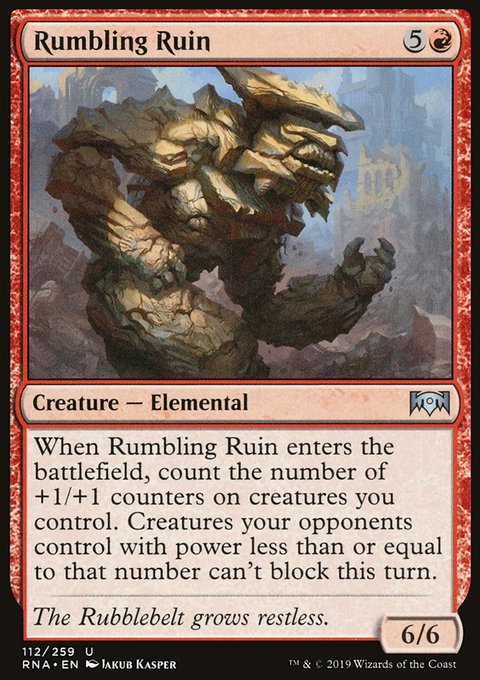 Rumbling Ruin 5
Creature — Elemental
When Rumbling Ruin enters the
battlefield, count the number of
+1/+1 counters on creatures you
control. Creatures your opponents
control with power less than or equal
to that number can't block this turn.
The Rubblebelt grows restless.
6/6
112/259 U
RNA • EN Jakub Kasper
™ & © 2019 Wizards of the Coast